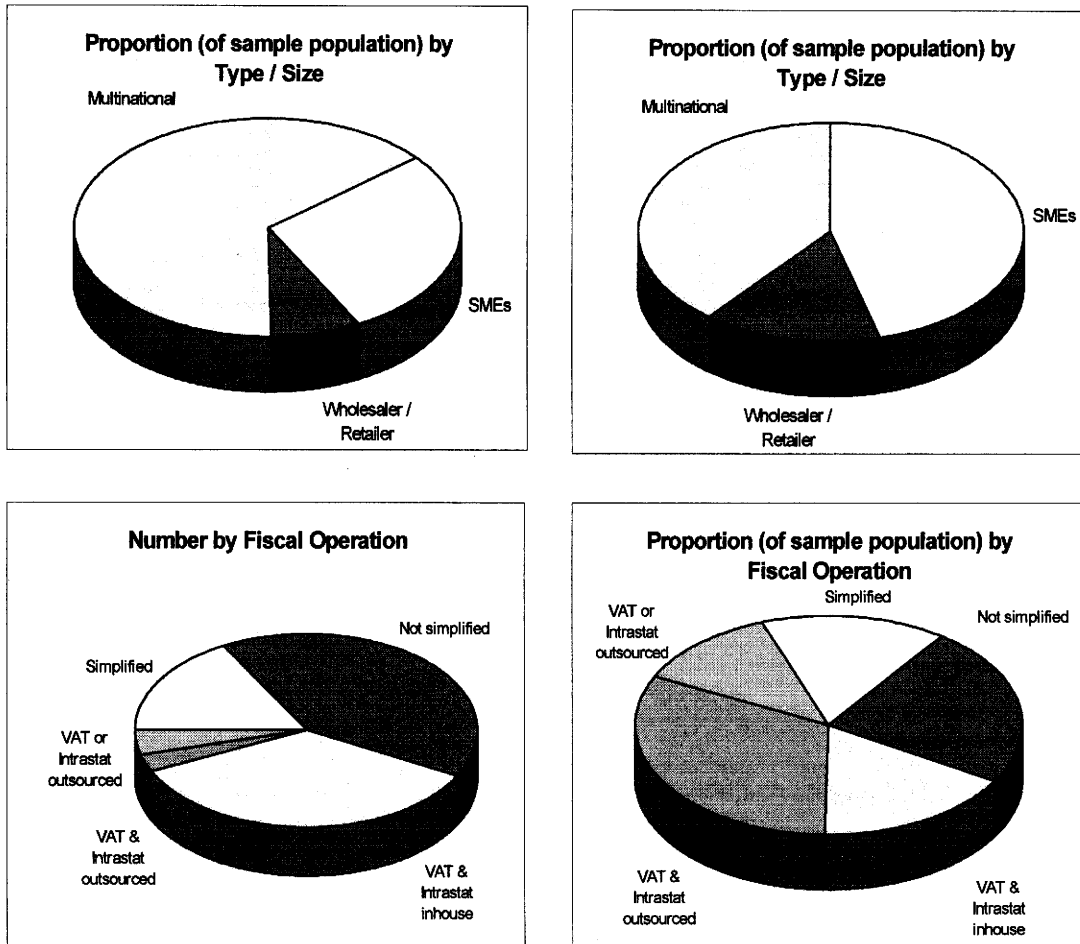 Proportion (of sample population) by
Type / Size
Multinational
SMEs
Wholesaler /
Retailer
Proportion (of sample population) by
Type / Size
Multinational
SMEs
Wholesaler /
Retailer
Number by Fiscal Operation
Not simplified
Simplified
VAT or
Intrastat
outsourced
VAT &
Intrastat
outsourced
VAT &
Intrastat
inhouse
Proportion (of sample population) by
Fiscal Operation
Simplified
VAT or
Intrastat
outsourced
Not simplified
VAT &
Intrastat
outsourced
VAT &
Intrastat
inhouse